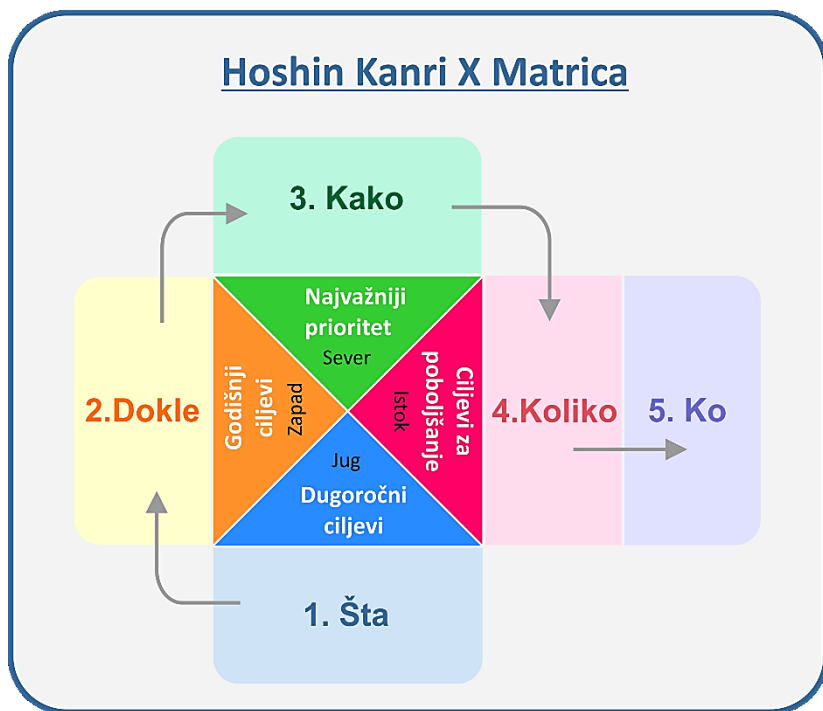 Hoshin Kanri X Matrica
3. Kako
Najvažniji
prioritet
Sever
2.Dokle
Godišnji
ciljevi
Zapad
Istok
Ciljevi za
poboljšanje
4.Koliko
5. Ko
Jug
Dugoročni
ciljevi
1. Šta